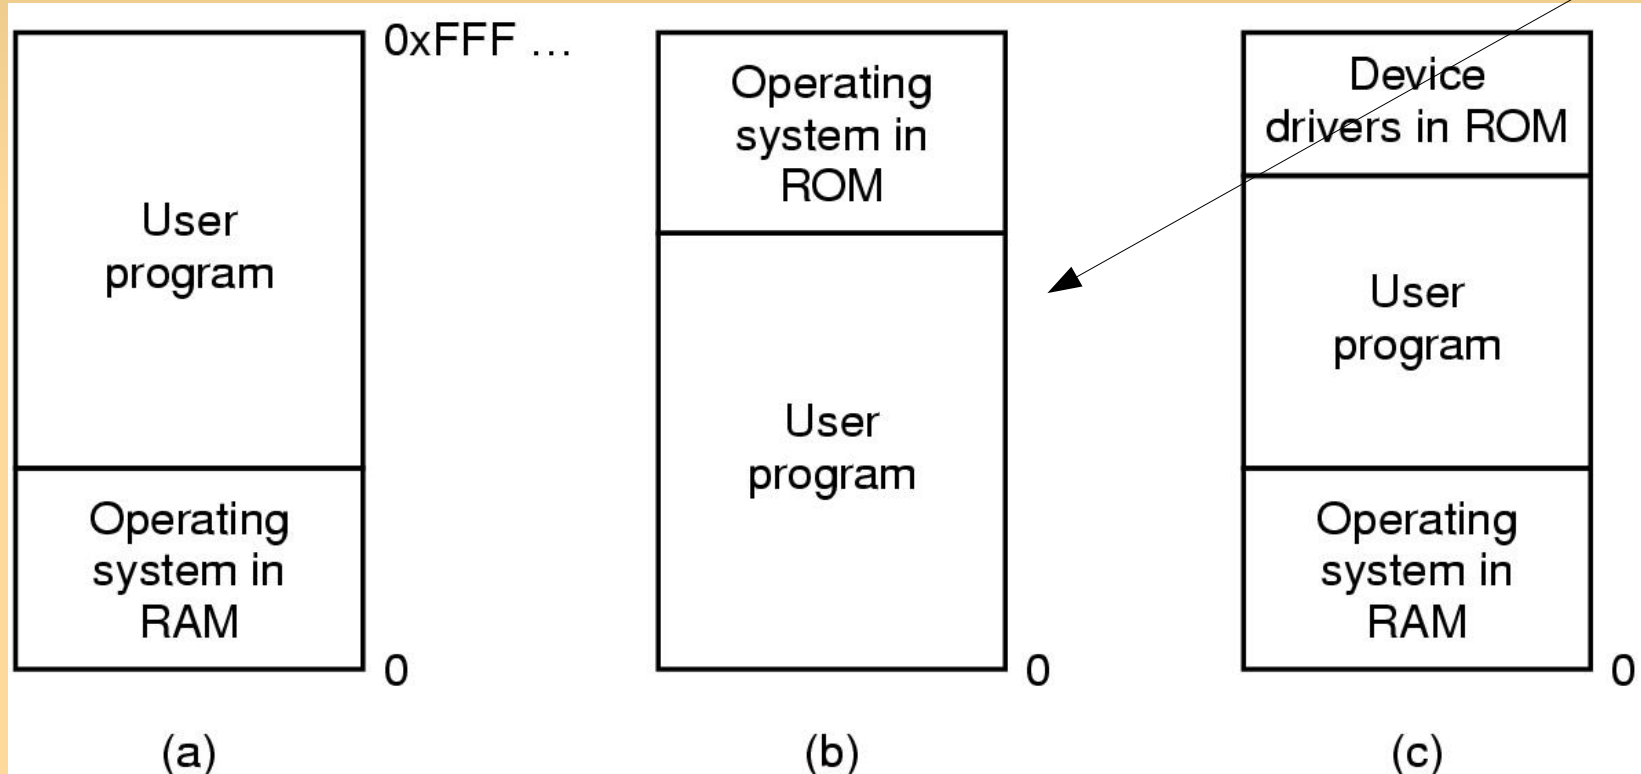 0xFFF ...
User
program
Operating
system in
RAM
0
(a)
Operating
system in
ROM
User
program
0
(b)
Device
drivers in ROM
User
program
Operating
system in
RAM
0
(c)